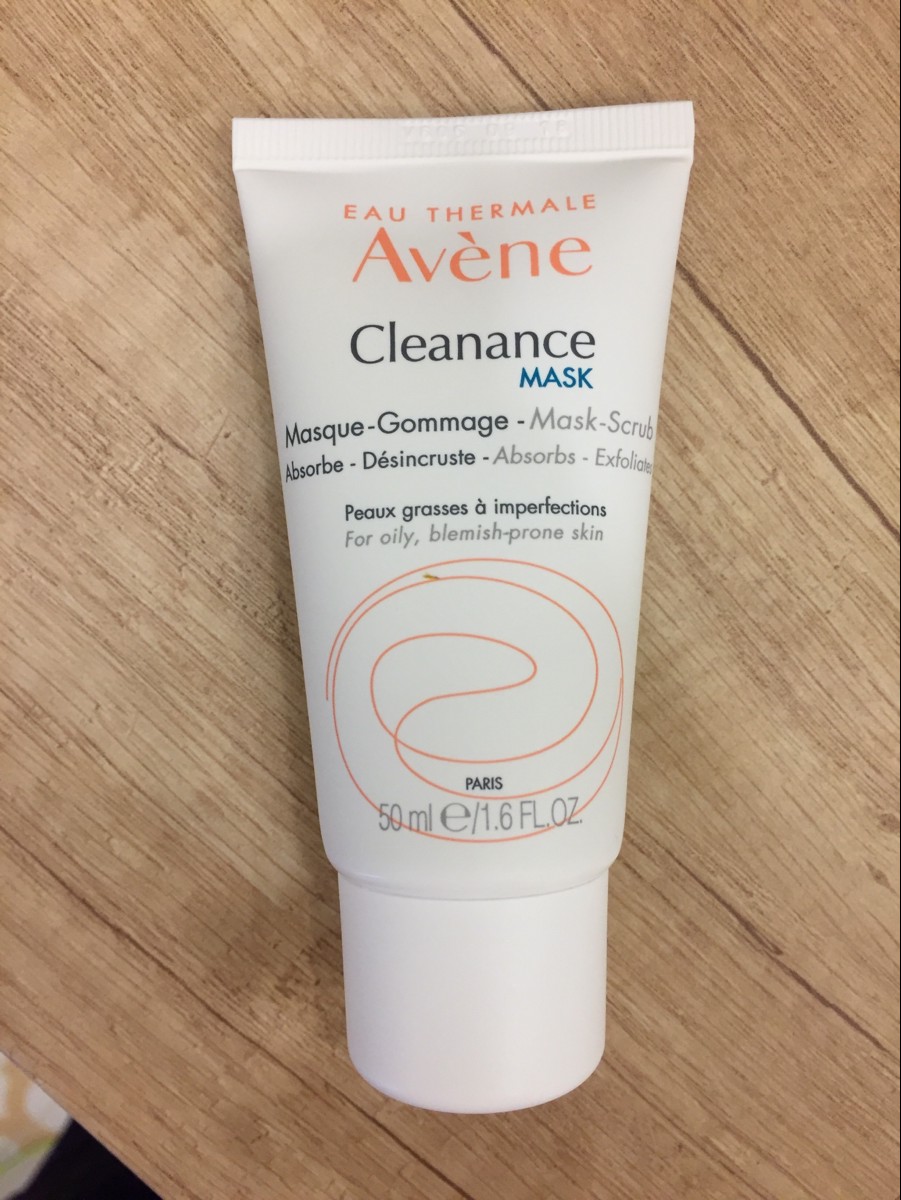 EAU THERMALE
Avène
Cleanance
MASK
Masque-Gommage - Mask-Scrub
Absorbe - Désincruste - Absorbs - Exfoliates
Peaux grasses à imperfections
For oily, blemish-prone skin
PARIS
50 ml e/1.6 FL.OZ.